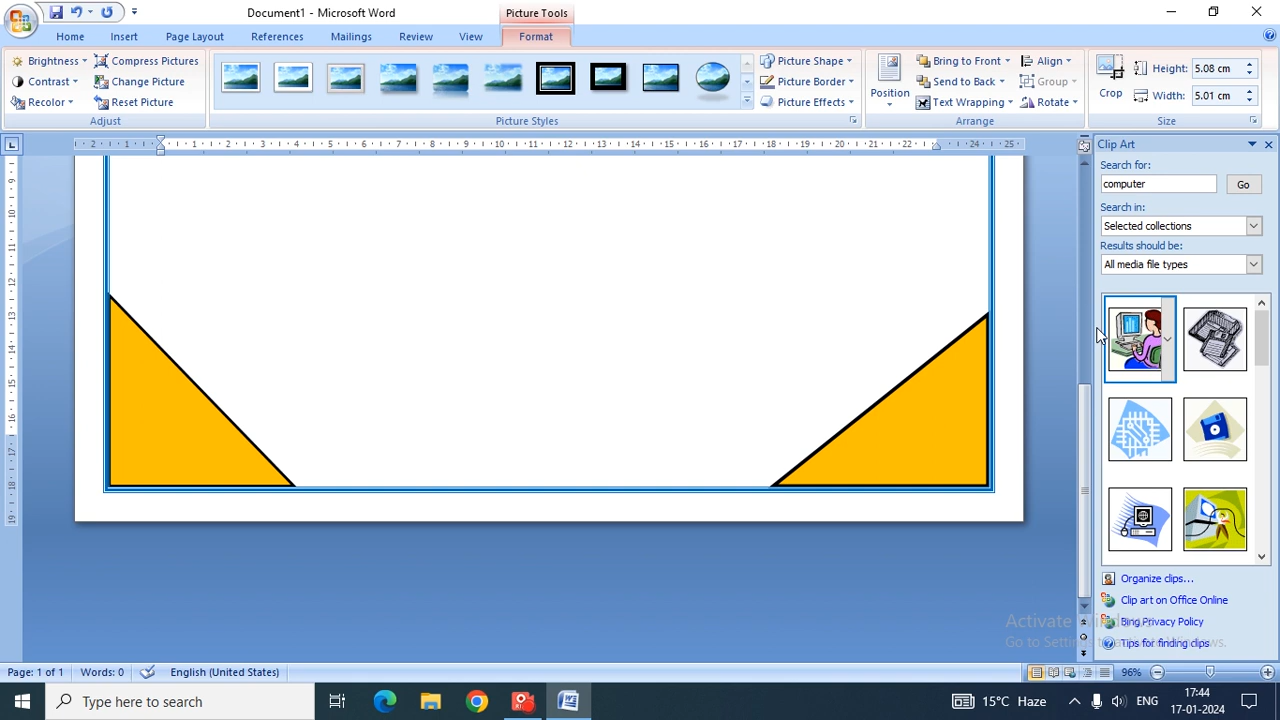 Document1 - Microsoft Word
Picture Tools
Home Insert Page Layout References Mailings Review View Format
Brightness Compress Pictures
Contrast Change Picture
Recolor Reset Picture
Adjust
Picture Shape
Picture Border
Picture Effects
Picture Styles
Position
Bring to Front Align
Send to Back Group
Text Wrapping Rotate
Arrange
Crop
Height: 5.08 cm
Width: 5.01 cm
Size
Clip Art
Search for:
computer Go
Search in:
Selected collections
Results should be:
All media file types
Organize clips...
Clip art on Office Online
Bing Privacy Policy
Tips for finding clips
Page: 1 of 1 Words: 0 English (United States) 96%
Type here to search
15°C Haze ENG 17:44
17-01-2024